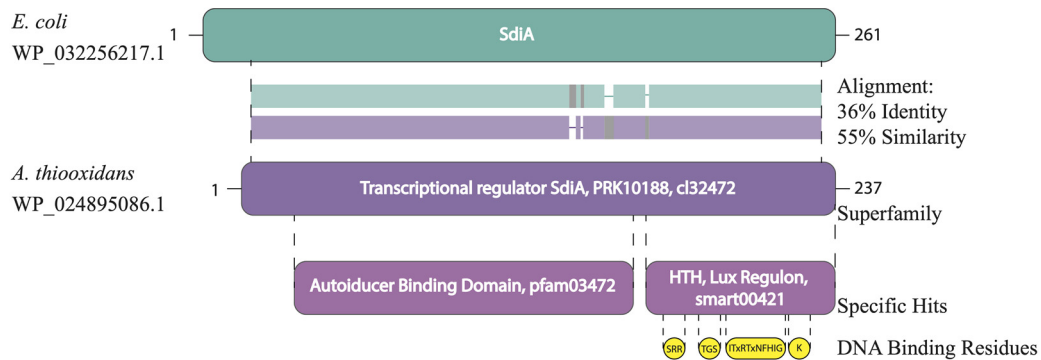 E. coli
WP_032256217.1
1
SdiA
261
Alignment:
36% Identity
55% Similarity
A. thiooxidans
WP_024895086.1
1
Transcriptional regulator SdiA, PRK10188, cl32472
237
Superfamily
Autoiducer Binding Domain, pfam03472
HTH, Lux Regulon,
smart00421
Specific Hits
SRR
TGS
ITxRTxNFHIG
K
DNA Binding Residues